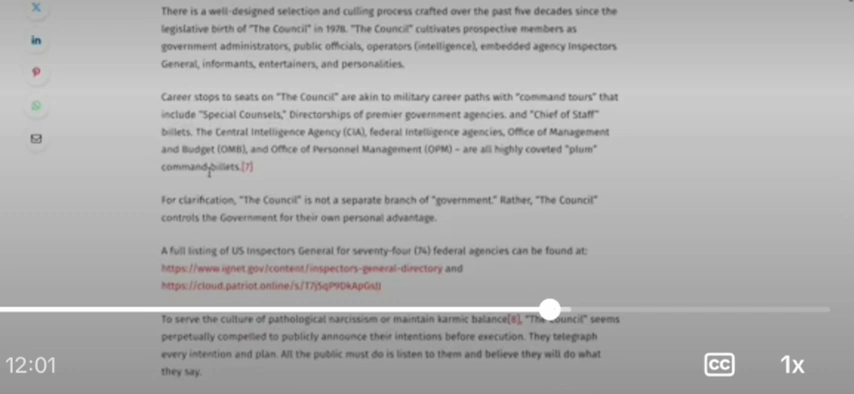 There is a well-designed selection and culling process crafted over the past five decades since the
legislative birth of "The Council" in 1978. "The Council" cultivates prospective members as
government administrators, public officials, operators (intelligence), embedded agency Inspectors
General, informants, entertainers, and personalities.
Career stops to seats on "The Council" are akin to military career paths with "command tours" that
include "Special Counsels," Directorships of premier government agencies. and "Chief of Staff"
billets. The Central Intelligence Agency (CIA), federal Intelligence agencies, Office of Management
and Budget (OMB), and Office of Personnel Management (OPM) – are all highly coveted "plum"
command billets.[7]
For clarification, "The Council" is not a separate branch of "government." Rather, "The Council"
controls the Government for their own personal advantage.
A full listing of US Inspectors General for seventy-four (74) federal agencies can be found at:
https://www.ignet.gov/content/inspectors-general-directory and
https://cloud.patriot.online/s/
To serve the culture of pathological narcissism or maintain karmic balance[8], "The Council" seems
perpetually compelled to publicly announce their intentions before execution. They telegraph
every intention and plan. All the public must do is listen to them and believe they will do what
they say.
12:01
CC
1x